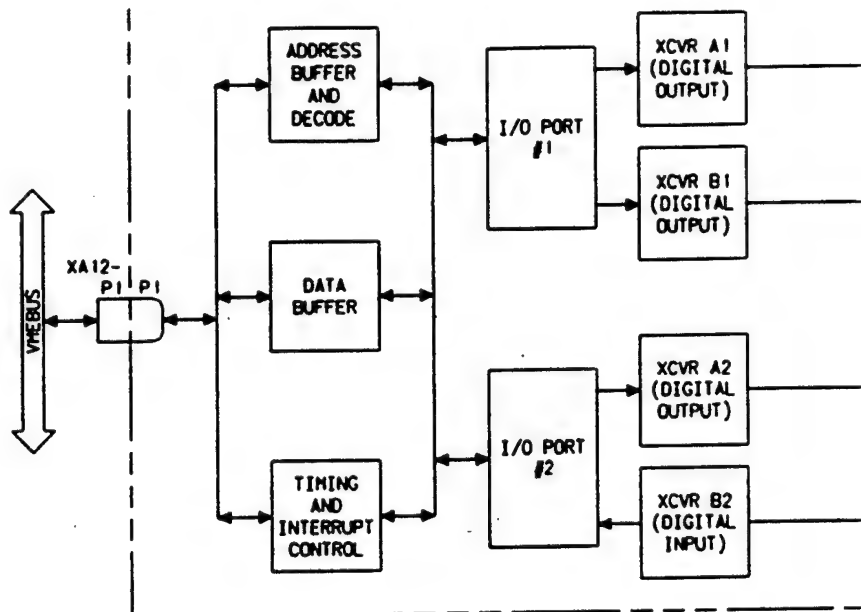 VMEBUS
XA12-
P1 P1
ADDRESS
BUFFER
AND
DECODE
DATA
BUFFER
TIMING
AND
INTERRUPT
CONTROL
I/O PORT
#1
I/O PORT
#2
XCVR A1
(DIGITAL
OUTPUT)
XCVR B1
(DIGITAL
OUTPUT)
XCVR A2
(DIGITAL
OUTPUT)
XCVR B2
(DIGITAL
INPUT)